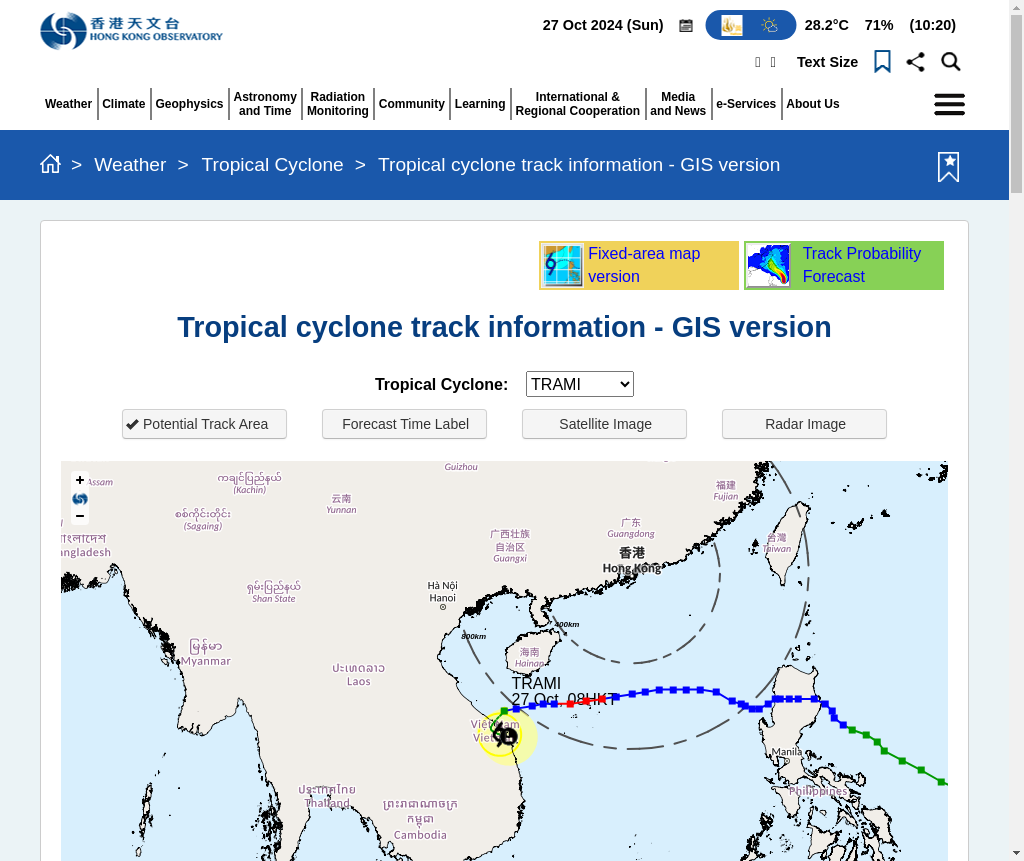 香港天文台
HONG KONG OBSERVATORY
27 Oct 2024 (Sun)
28.2°C 71% (10:20)
Text Size
Weather
Climate
Geophysics
Astronomy
and Time
Radiation
Monitoring
Community
Learning
International &
Regional Cooperation
Media
and News
e-Services
About Us
> Weather > Tropical Cyclone > Tropical cyclone track information - GIS version
Fixed-area map
version
Track Probability
Forecast
Tropical cyclone track information - GIS version
Tropical Cyclone: TRAMI
Potential Track Area
Forecast Time Label
Satellite Image
Radar Image
+
−
Guizhou
Assam
ကချင်ပြည်နယ်
(Kachin)
云南
Yunnan
福建
Fujian
စစ်ကိုင်းတိုင်း
(Sagaing)
广西壮族
自治区
Guangxi
广东
Guangdong
台灣
Taiwan
香港
Hong Kong
ngladesh
ရှမ်းပြည်နယ်
Shan State
Hà Nội
Hanoi
800km
400km
မြန်မာ
Myanmar
海南
Hainan
ປະເທດລາວ
Laos
TRAMI
27 Oct, 08HKT
Việt Nam
Manila
ประเทศไทย
Thailand
Philippines
ព្រះរាជាណាចក្រ
កម្ពុជា
Cambodia